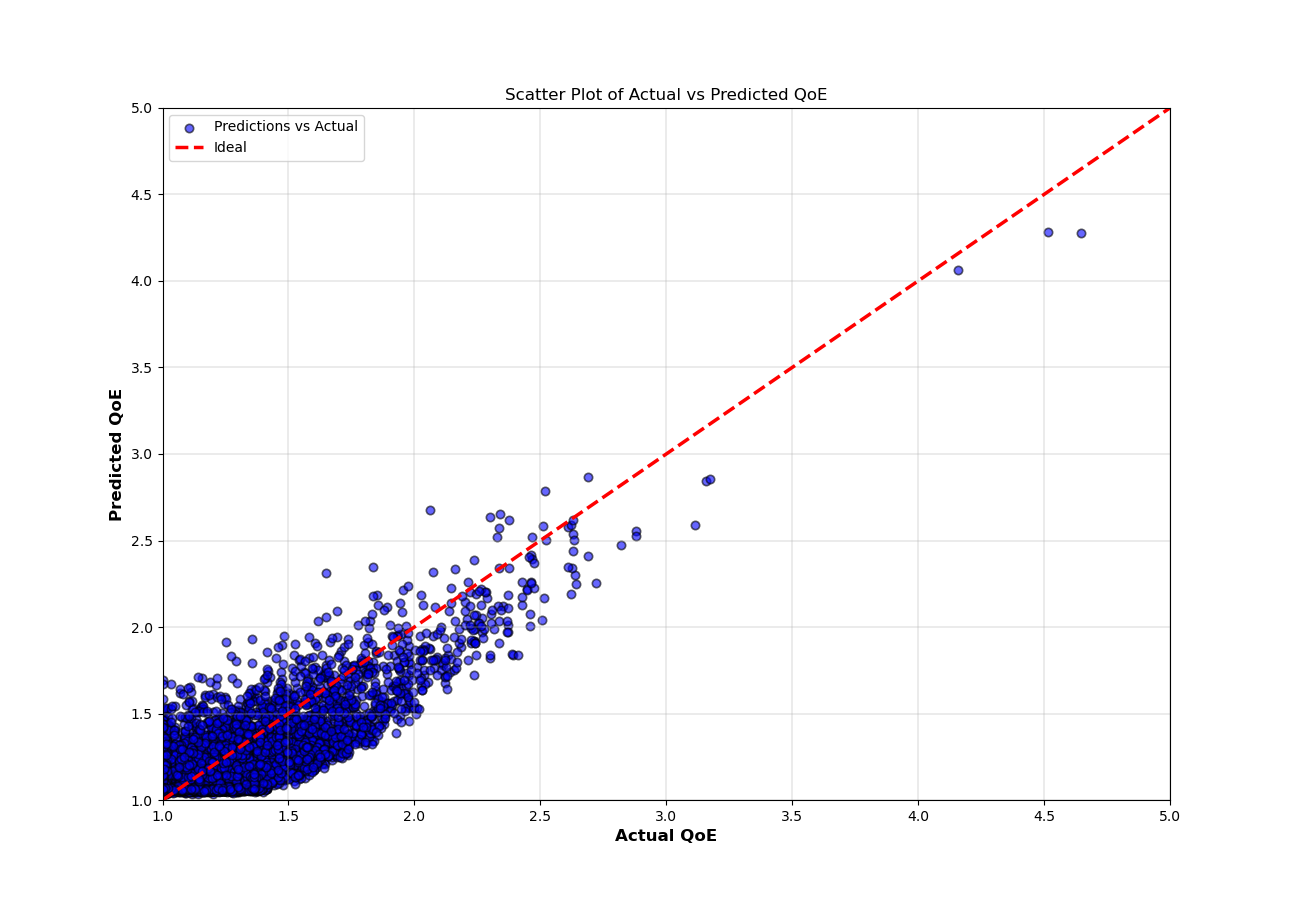 Scatter Plot of Actual vs Predicted QoE
Predictions vs Actual
Ideal
5.0
4.5
4.0
3.5
3.0
2.5
2.0
1.5
1.0
Predicted QoE
1.0 1.5 2.0 2.5 3.0 3.5 4.0 4.5 5.0
Actual QoE